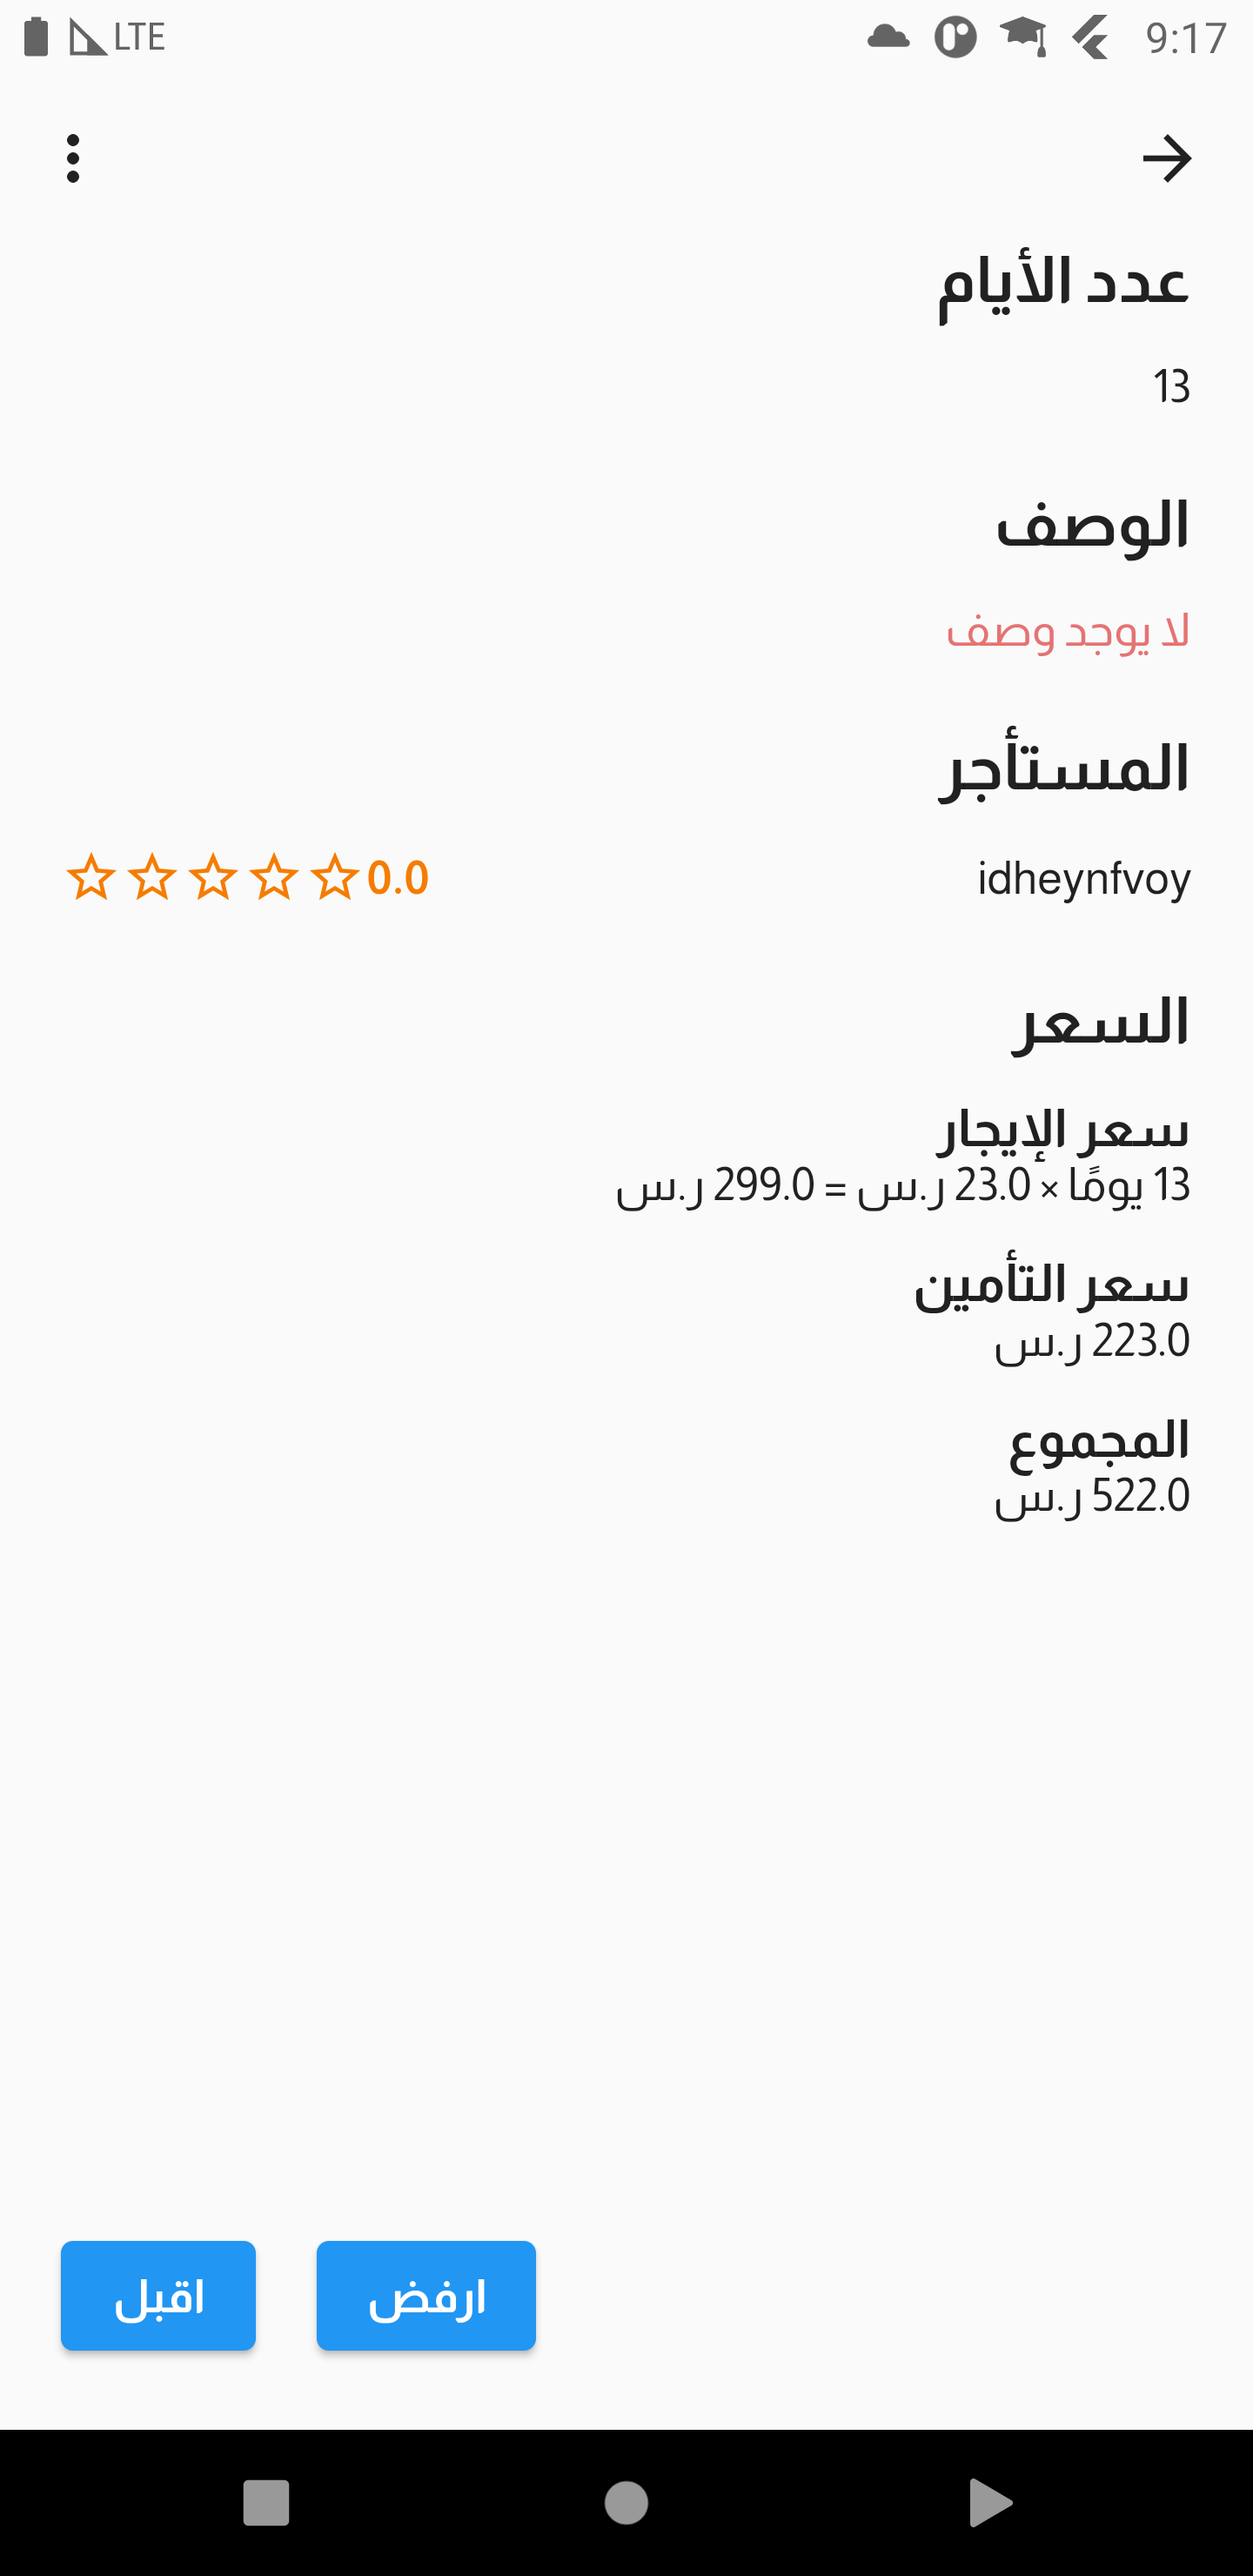 LTE
9:17
عدد الأيام
13
الوصف
لا يوجد وصف
المستأجر
idheynfvoy
0.0
السعر
سعر الإيجار
13 يومًا × 23.0 ر.س = 299.0 ر.س
سعر التأمين
223.0 ر.س
المجموع
522.0 ر.س
ارفض
اقبل